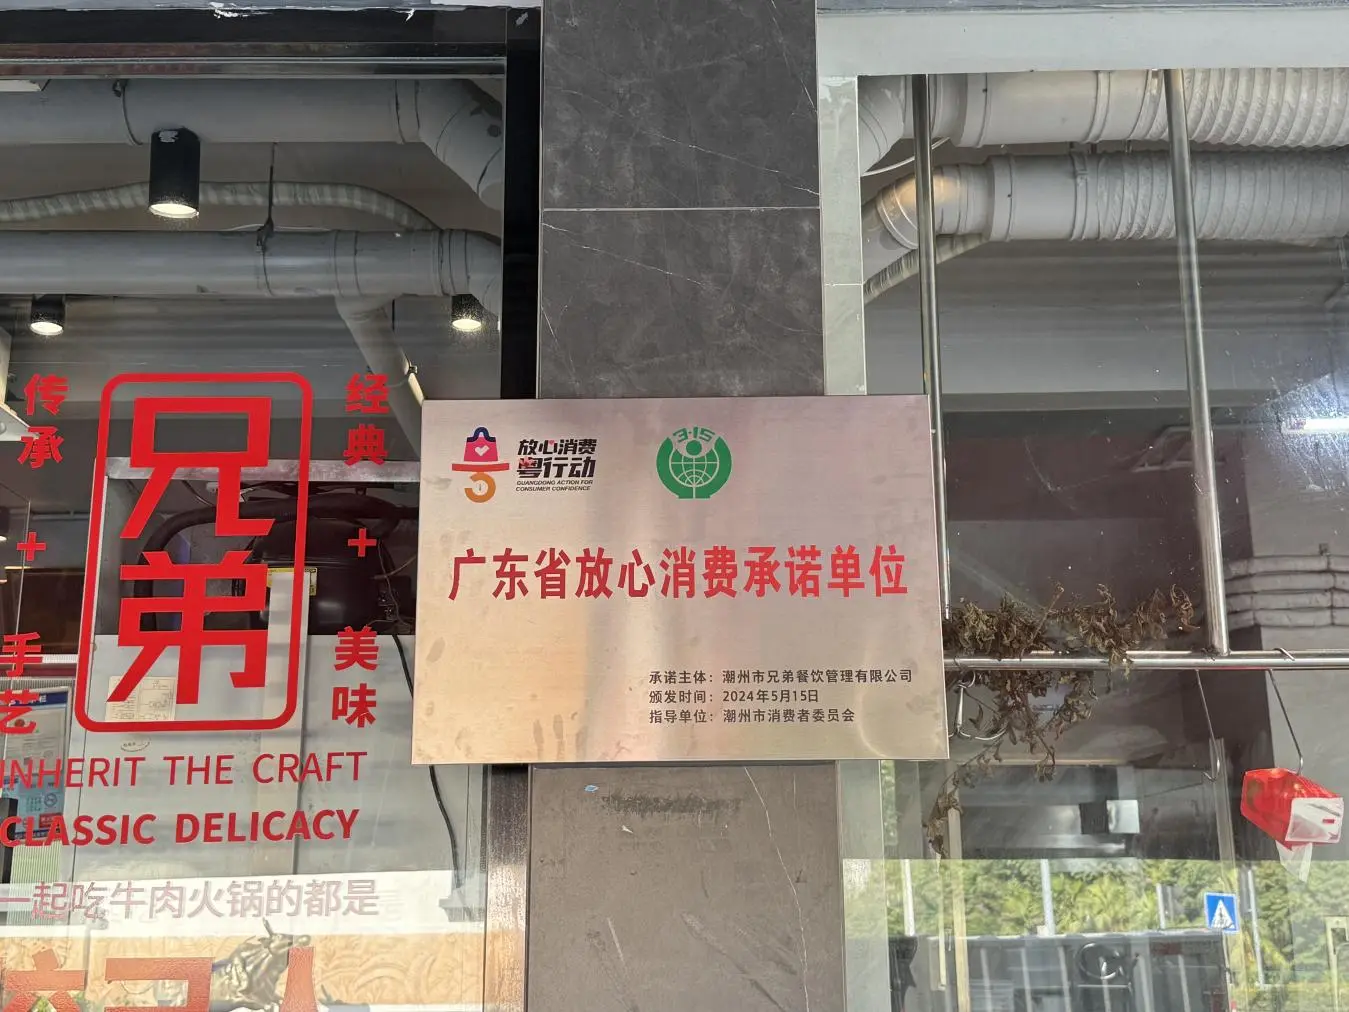 传承
+
手艺
兄弟
经典
+
美味
INHERIT THE CRAFT
CLASSIC DELICACY
一起吃牛肉火锅的都是
放心消费
粤行动
GUANGDONG ACTION FOR
CONSUMER CONFIDENCE
3·15
广东省放心消费承诺单位
承诺主体：潮州市兄弟餐饮管理有限公司
颁发时间：2024年5月15日
指导单位：潮州市消费者委员会